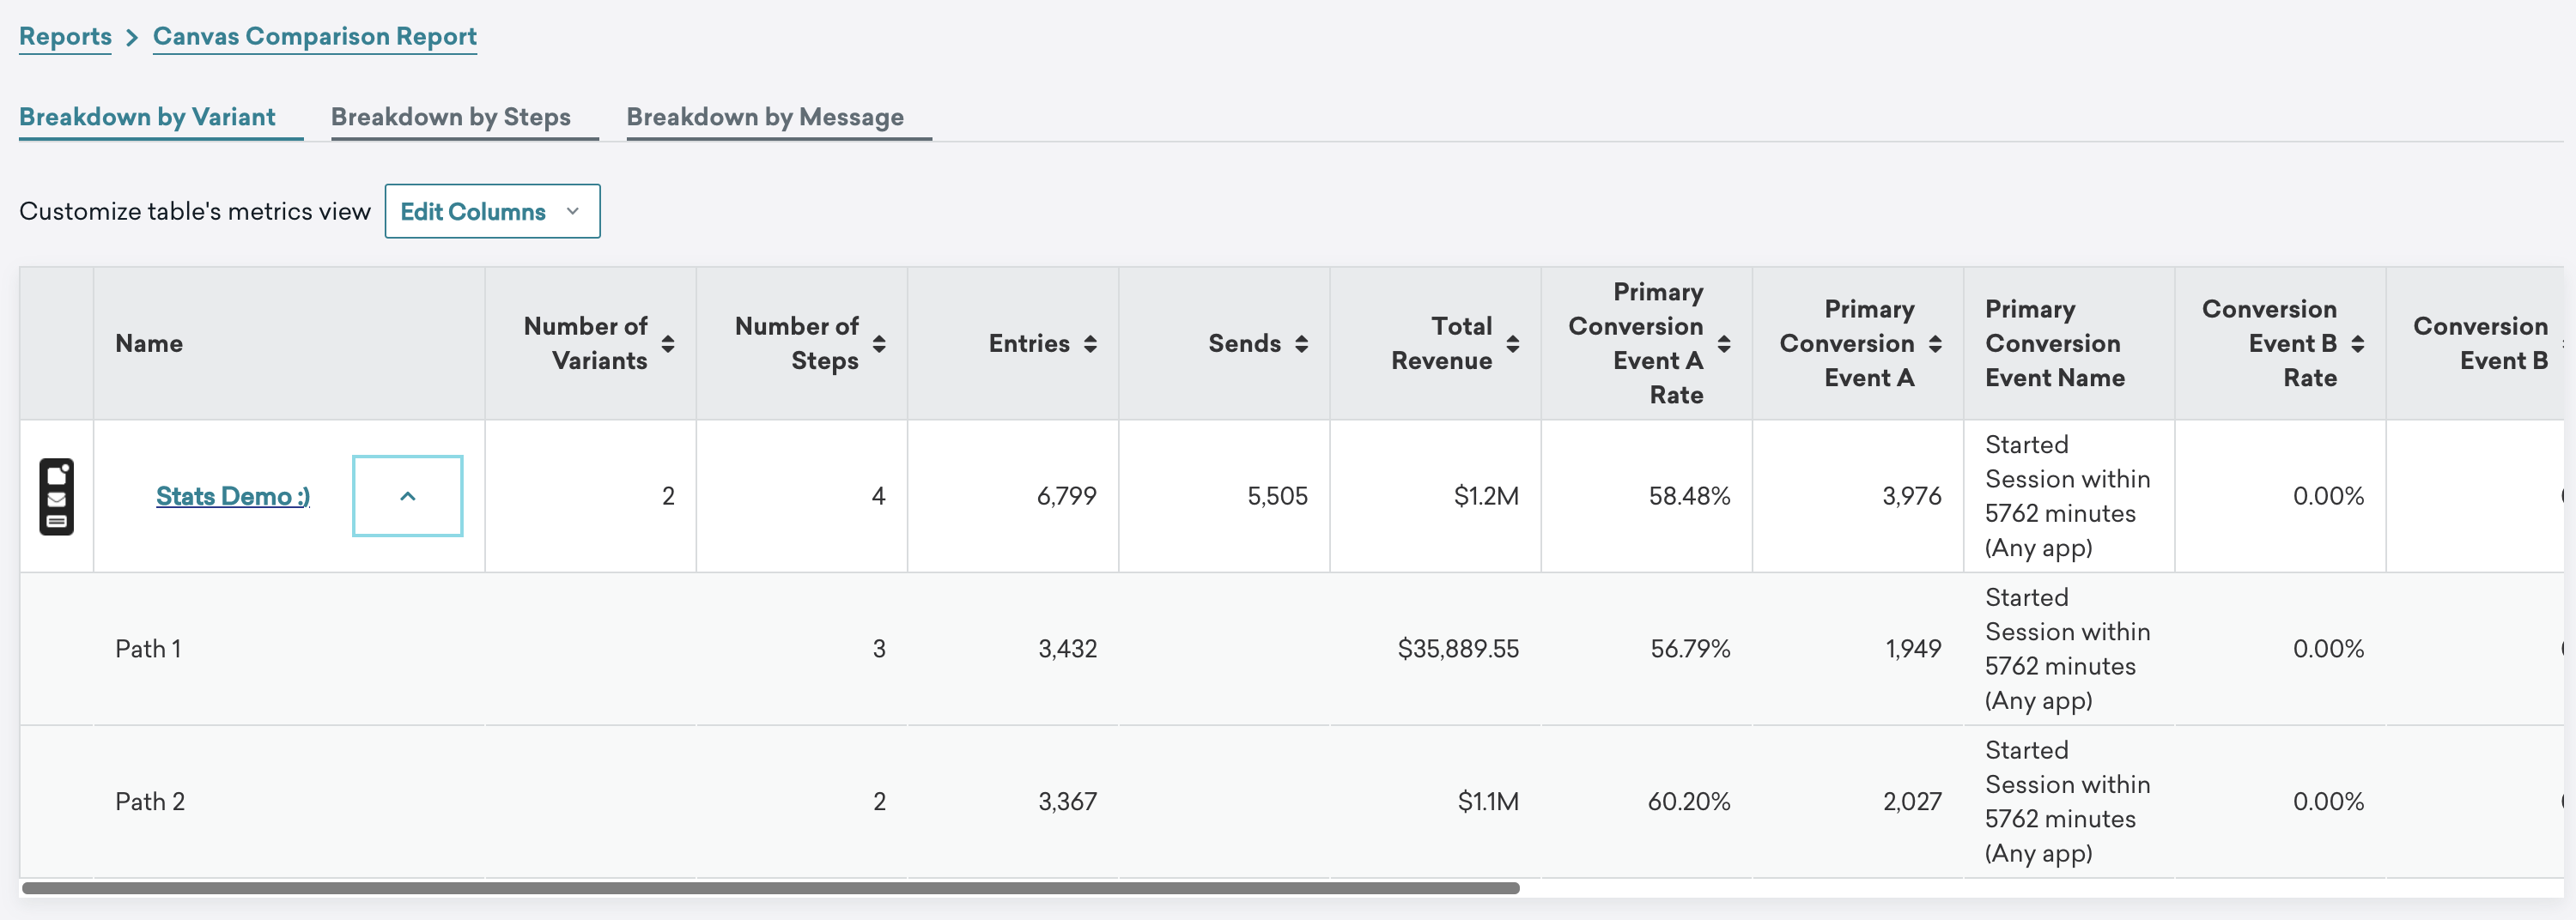 Reports > Canvas Comparison Report
Breakdown by Variant Breakdown by Steps Breakdown by Message
Customize table's metrics view Edit Columns
Name
Number of
Variants
Number of
Steps
Entries
Sends
Total
Revenue
Primary
Conversion
Event A
Rate
Primary
Conversion
Event A
Primary
Conversion
Event Name
Conversion
Event B
Rate
Conversion
Event B
Stats Demo :)
2
4
6,799
5,505
$1.2M
58.48%
3,976
Started
Session within
5762 minutes
(Any app)
0.00%
Path 1
3
3,432
$35,889.55
56.79%
1,949
Started
Session within
5762 minutes
(Any app)
0.00%
Path 2
2
3,367
$1.1M
60.20%
2,027
Started
Session within
5762 minutes
(Any app)
0.00%